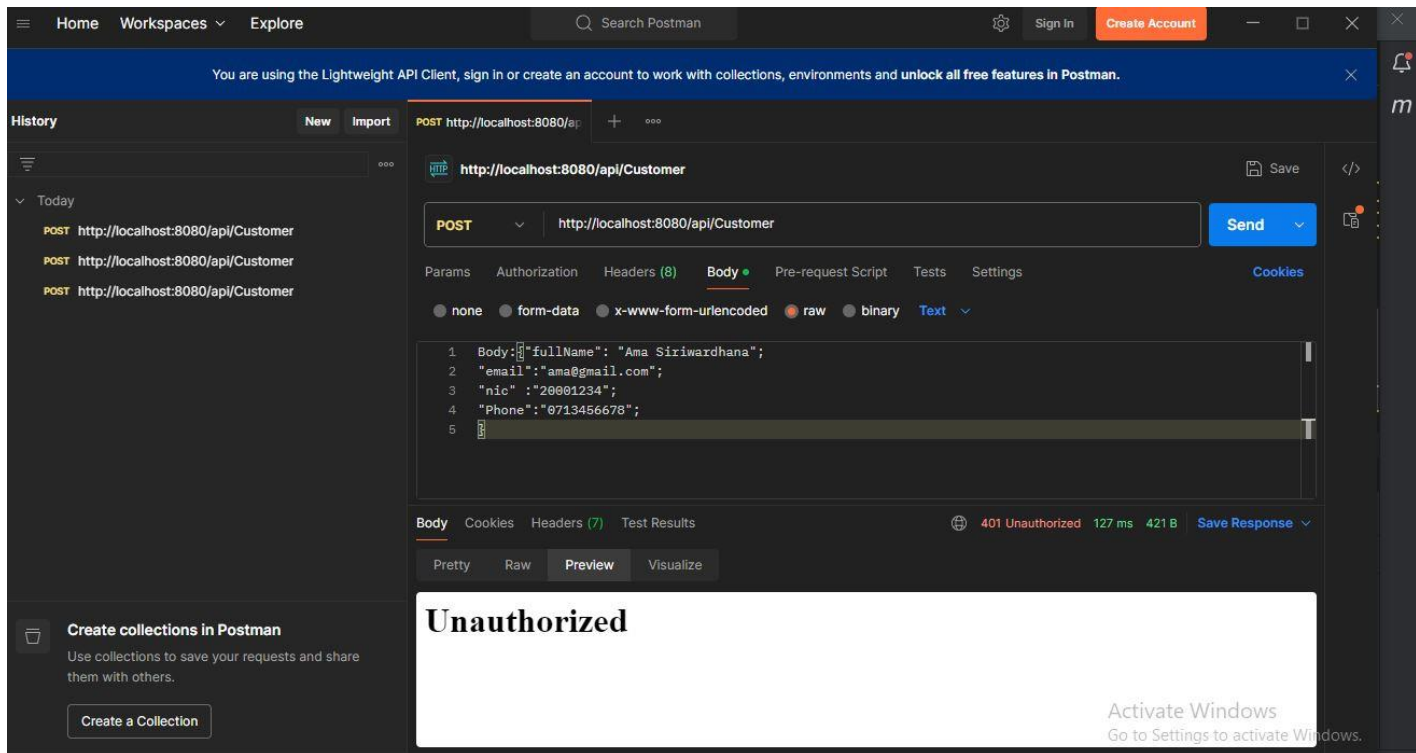 Home Workspaces Explore Search Postman Sign In Create Account
You are using the Lightweight API Client, sign in or create an account to work with collections, environments and unlock all free features in Postman.
History New Import
Today
POST http://localhost:8080/api/Customer
POST http://localhost:8080/api/Customer
POST http://localhost:8080/api/Customer
Create collections in Postman
Use collections to save your requests and share
them with others.
Create a Collection
POST http://localhost:8080/ap
HTTP http://localhost:8080/api/Customer Save
POST http://localhost:8080/api/Customer Send
Params Authorization Headers (8) Body Pre-request Script Tests Settings Cookies
none form-data x-www-form-urlencoded raw binary Text
1 Body:{"fullName": "Ama Siriwardhana";
2 "email":"ama@gmail.com";
3 "nic" :"20001234";
4 "Phone":"0713456678";
5 }
Body Cookies Headers (7) Test Results 401 Unauthorized 127 ms 421 B Save Response
Pretty Raw Preview Visualize
Unauthorized
Activate Windows
Go to Settings to activate Windows.
m